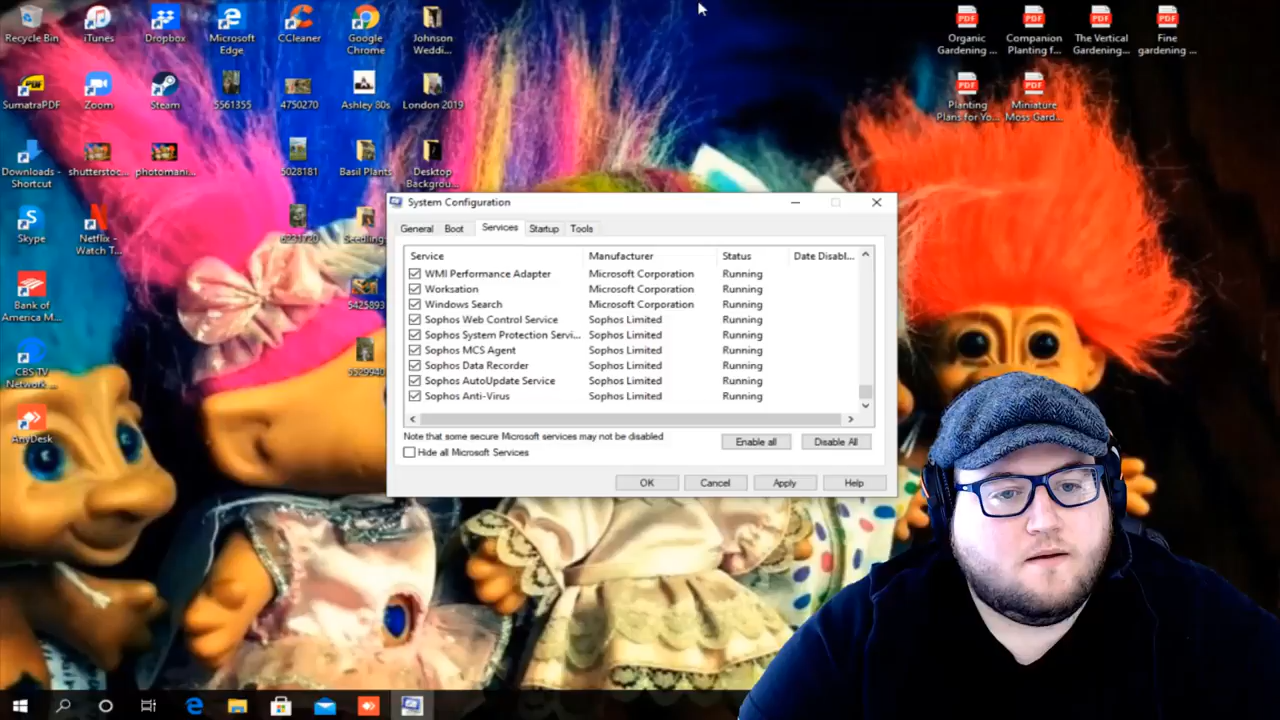 Recycle Bin
iTunes
Dropbox
Microsoft
Edge
CCleaner
Google
Chrome
Johnson
Weddi...
Organic
Gardening ...
Companion
Planting f...
The Vertical
Gardening...
Fine
gardening ...
SumatraPDF
Zoom
Steam
5561355
4750270
Ashley 80s
London 2019
Planting
Plans for Yo...
Miniature
Moss Gard...
Downloads -
Shortcut
shutterstoc...
photomani...
5028181
Basil Plants
Desktop
Backgrou...
Skype
Netflix -
Watch T...
6231720
Seedling
Bank of
America M...
5425893
CBS TV
Network ...
5529940
AnyDesk
System Configuration
General Boot Services Startup Tools
Service Manufacturer Status Date Disabl...
WMI Performance Adapter Microsoft Corporation Running
Worksation Microsoft Corporation Running
Windows Search Microsoft Corporation Running
Sophos Web Control Service Sophos Limited Running
Sophos System Protection Servi... Sophos Limited Running
Sophos MCS Agent Sophos Limited Running
Sophos Data Recorder Sophos Limited Running
Sophos AutoUpdate Service Sophos Limited Running
Sophos Anti-Virus Sophos Limited Running
Note that some secure Microsoft services may not be disabled
Enable all Disable All
Hide all Microsoft Services
OK Cancel Apply Help